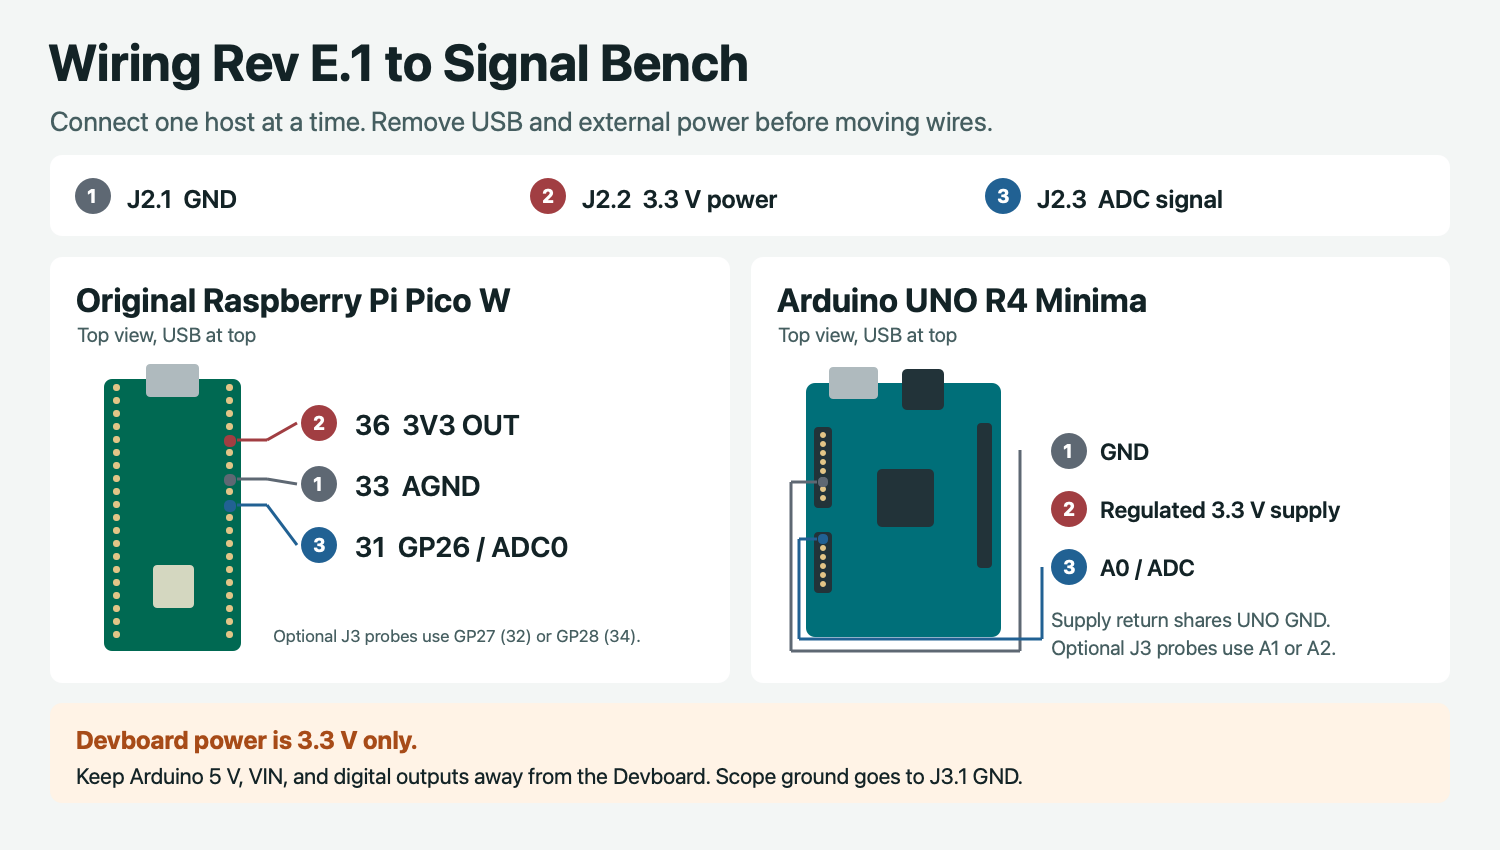 Wiring Rev E.1 to Signal Bench
Connect one host at a time. Remove USB and external power before moving wires.
1 J2.1 GND
2 J2.2 3.3 V power
3 J2.3 ADC signal
Original Raspberry Pi Pico W
Top view, USB at top
2 36 3V3 OUT
1 33 AGND
3 31 GP26 / ADC0
Optional J3 probes use GP27 (32) or GP28 (34).
Arduino UNO R4 Minima
Top view, USB at top
1 GND
2 Regulated 3.3 V supply
3 A0 / ADC
Supply return shares UNO GND.
Optional J3 probes use A1 or A2.
Devboard power is 3.3 V only.
Keep Arduino 5 V, VIN, and digital outputs away from the Devboard. Scope ground goes to J3.1 GND.